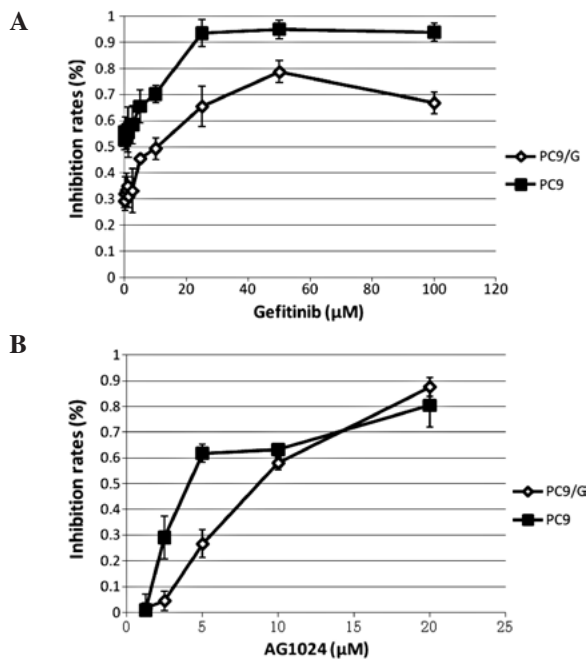 A
1
0.9
0.8
0.7
0.6
0.5
0.4
0.3
0.2
0.1
0
Inhibition rates (%)
0 20 40 60 80 100 120
Gefitinib (µM)
PC9/G
PC9
B
1
0.9
0.8
0.7
0.6
0.5
0.4
0.3
0.2
0.1
0
Inhibition rates (%)
0 5 10 15 20 25
AG1024 (µM)
PC9/G
PC9